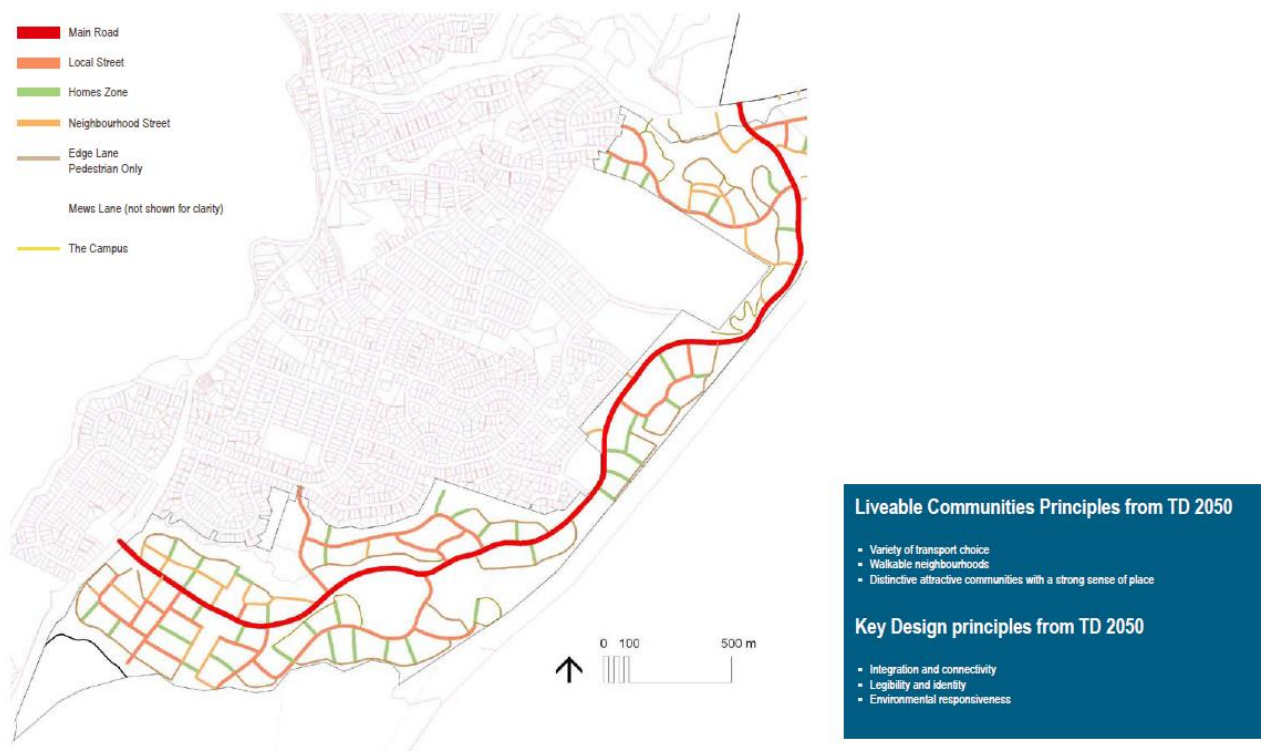 Main Road
Local Street
Homes Zone
Neighbourhood Street
Edge Lane
Pedestrian Only
Mews Lane (not shown for clarity)
The Campus
0 100 500 m
Liveable Communities Principles from TD 2050
▪ Variety of transport choice
▪ Walkable neighbourhoods
▪ Distinctive attractive communities with a strong sense of place
Key Design principles from TD 2050
▪ Integration and connectivity
▪ Legibility and identity
▪ Environmental responsiveness